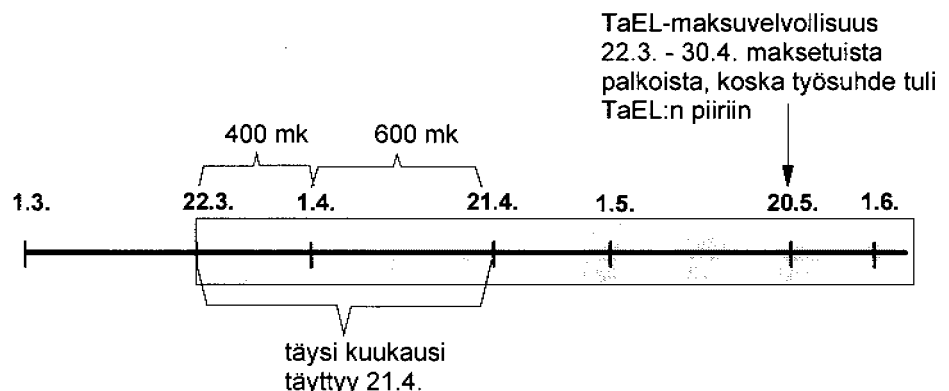 TaEL-maksuvelvollisuus
22.3. - 30.4. maksetuista
palkoista, koska työsuhde tuli
TaEL:n piiriin
400 mk 600 mk
1.3. 22.3. 1.4. 21.4. 1.5. 20.5. 1.6.
täysi kuukausi
täyttyy 21.4.